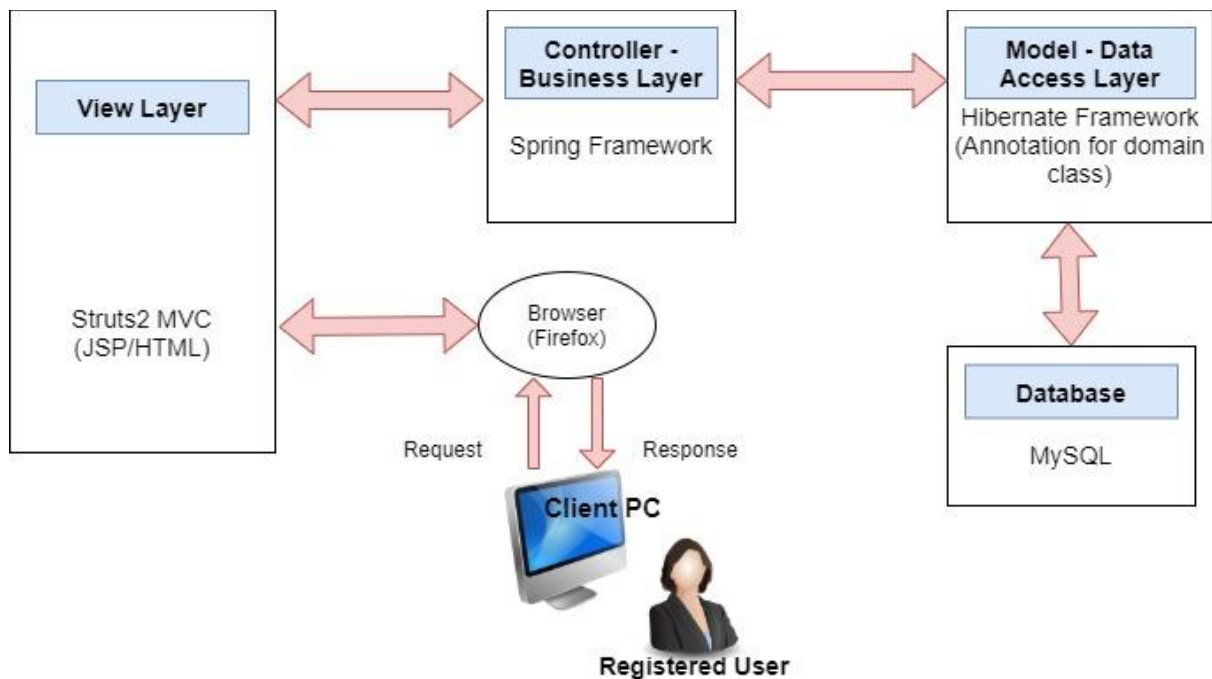 View Layer
Struts2 MVC
(JSP/HTML)
Controller -
Business Layer
Spring Framework
Model - Data
Access Layer
Hibernate Framework
(Annotation for domain
class)
Browser
(Firefox)
Request
Response
Client PC
Registered User
Database
MySQL